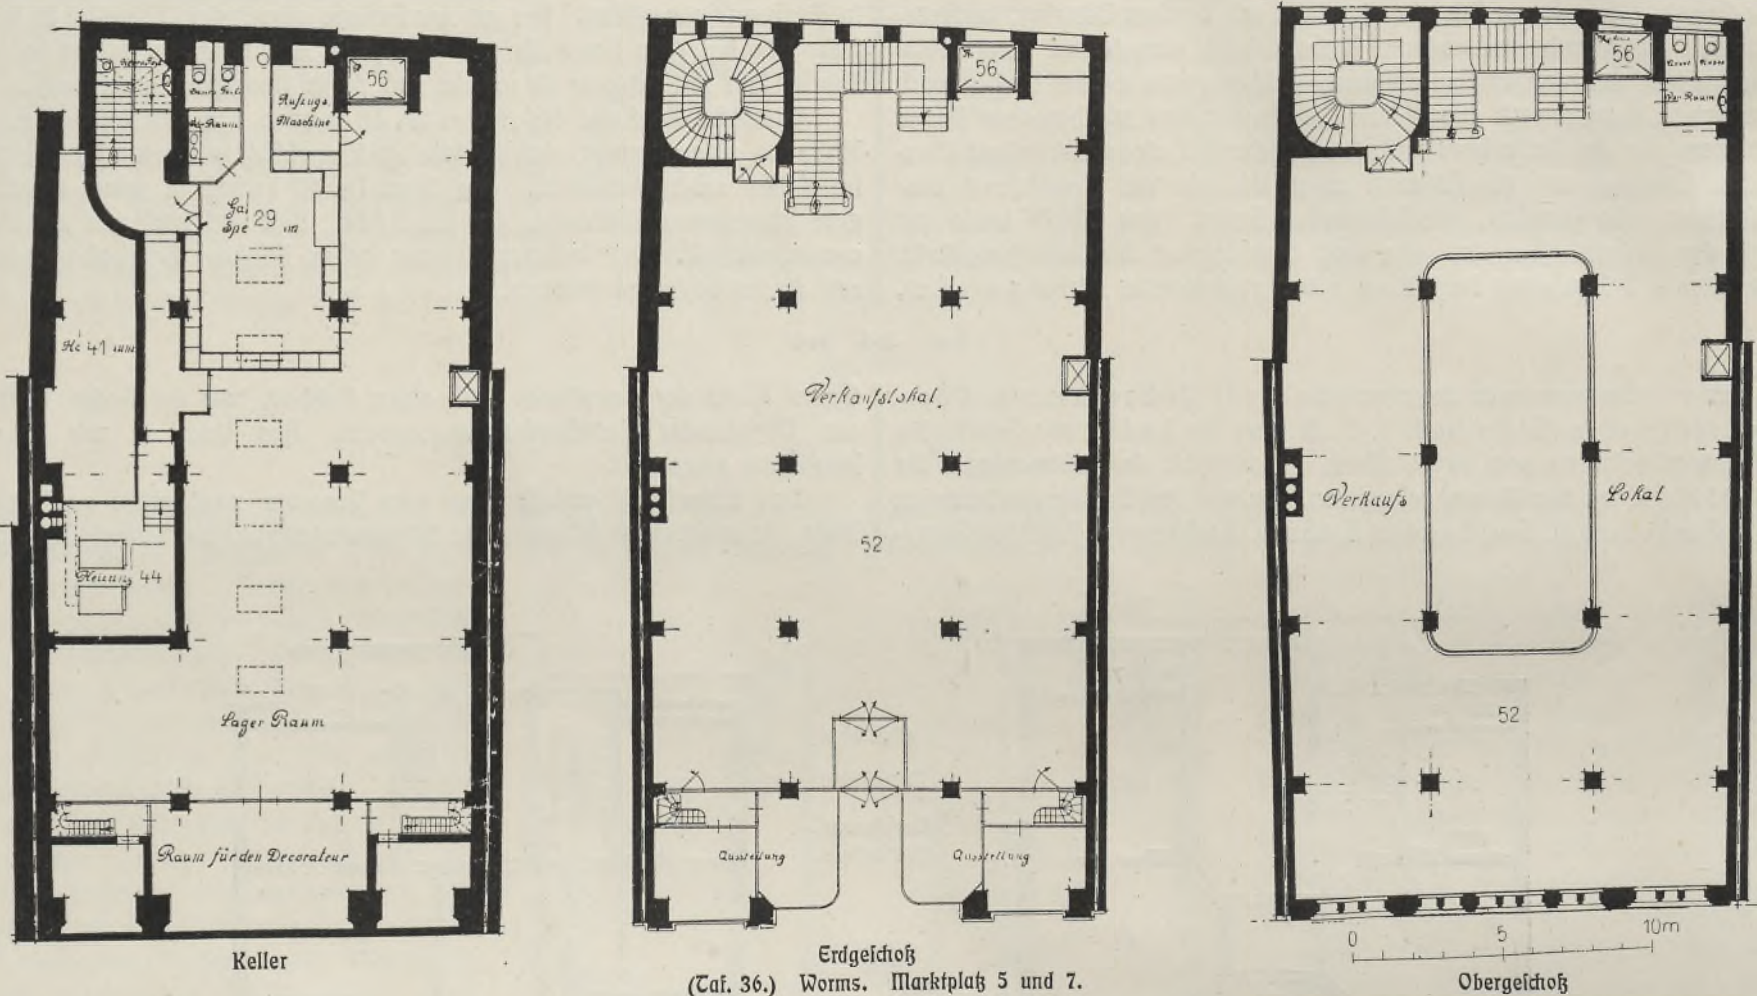 56
Aufzugs
Maschine
29
41
Heizung 44
Lager Raum
Raum für den Decorateur
Keller
56
Verkaufslokal.
52
Ausstellung
Ausstellung
Erdgeschoß
(Taf. 36.) Worms. Marktplatz 5 und 7.
56
Verkaufs
Lokal
52
0 5 10m
Obergeschoß